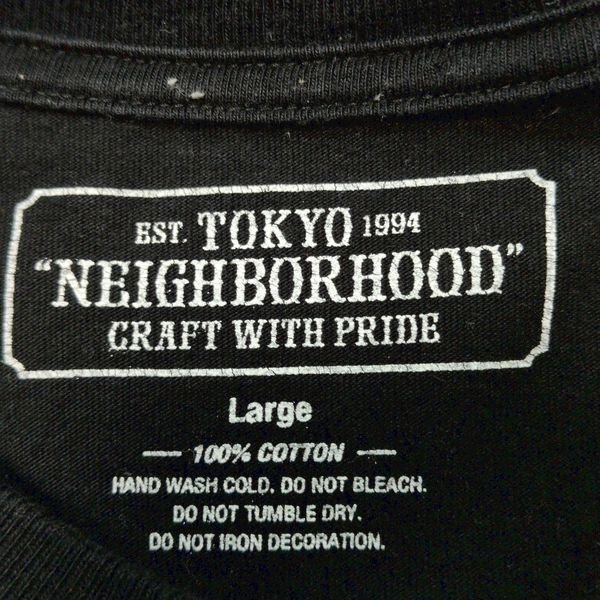 EST. TOKYO 1994
"NEIGHBORHOOD"
CRAFT WITH PRIDE
Large
— 100% COTTON —
HAND WASH COLD. DO NOT BLEACH.
DO NOT TUMBLE DRY.
DO NOT IRON DECORATION.